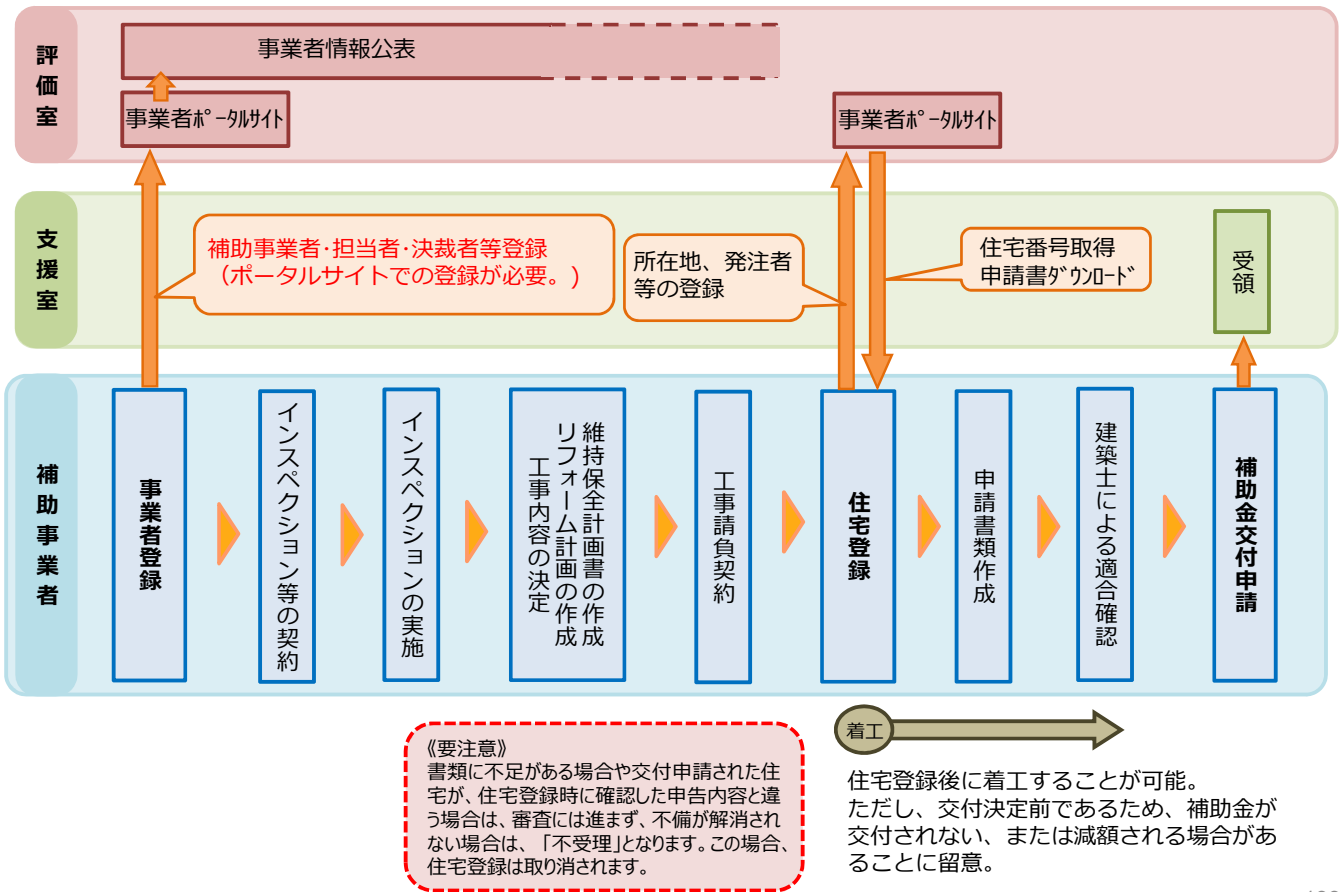 評価室
事業者情報公表
事業者ﾎﾟｰﾀﾙｻｲﾄ
事業者ﾎﾟｰﾀﾙｻｲﾄ
支援室
補助事業者･担当者･決裁者等登録
（ポータルサイトでの登録が必要。）
所在地、発注者
等の登録
住宅番号取得
申請書ﾀﾞｳﾝﾛｰﾄﾞ
受領
補助事業者
事業者登録
インスペクション等の契約
インスペクションの実施
維持保全計画書の作成
リフォーム計画の作成
工事内容の決定
工事請負契約
住宅登録
申請書類作成
建築士による適合確認
補助金交付申請
《要注意》
書類に不足がある場合や交付申請された住
宅が、住宅登録時に確認した申告内容と違
う場合は、審査には進まず、不備が解消され
ない場合は、「不受理」となります。この場合、
住宅登録は取り消されます。
着工
住宅登録後に着工することが可能。
ただし、交付決定前であるため、補助金が
交付されない、または減額される場合があ
ることに留意。